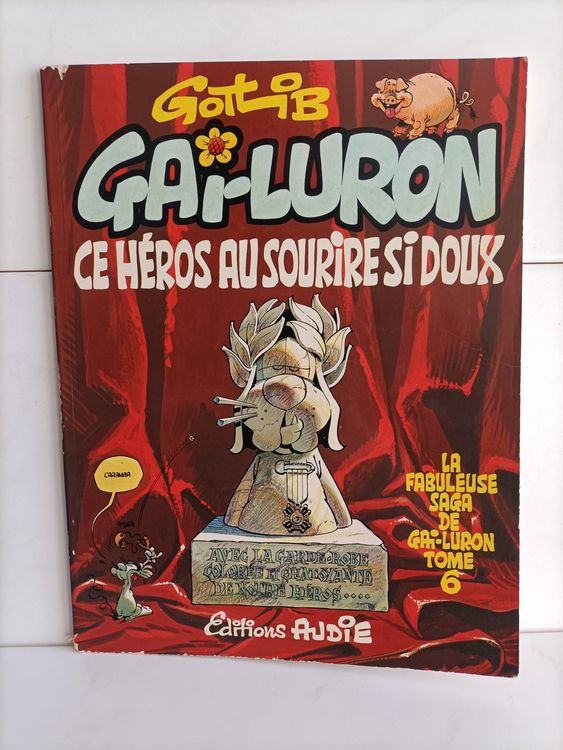 GOTLIB
GAI-LURON
CE HÉROS AU SOURIRE SI DOUX
CARAMBA
LA
FABULEUSE
SAGA
DE
GAI-LURON
TOME
6
AVEC LA GARDE-ROBE
COLORÉE ET CHATOYANTE
DE NOTRE HÉROS....
Éditions AUDIE